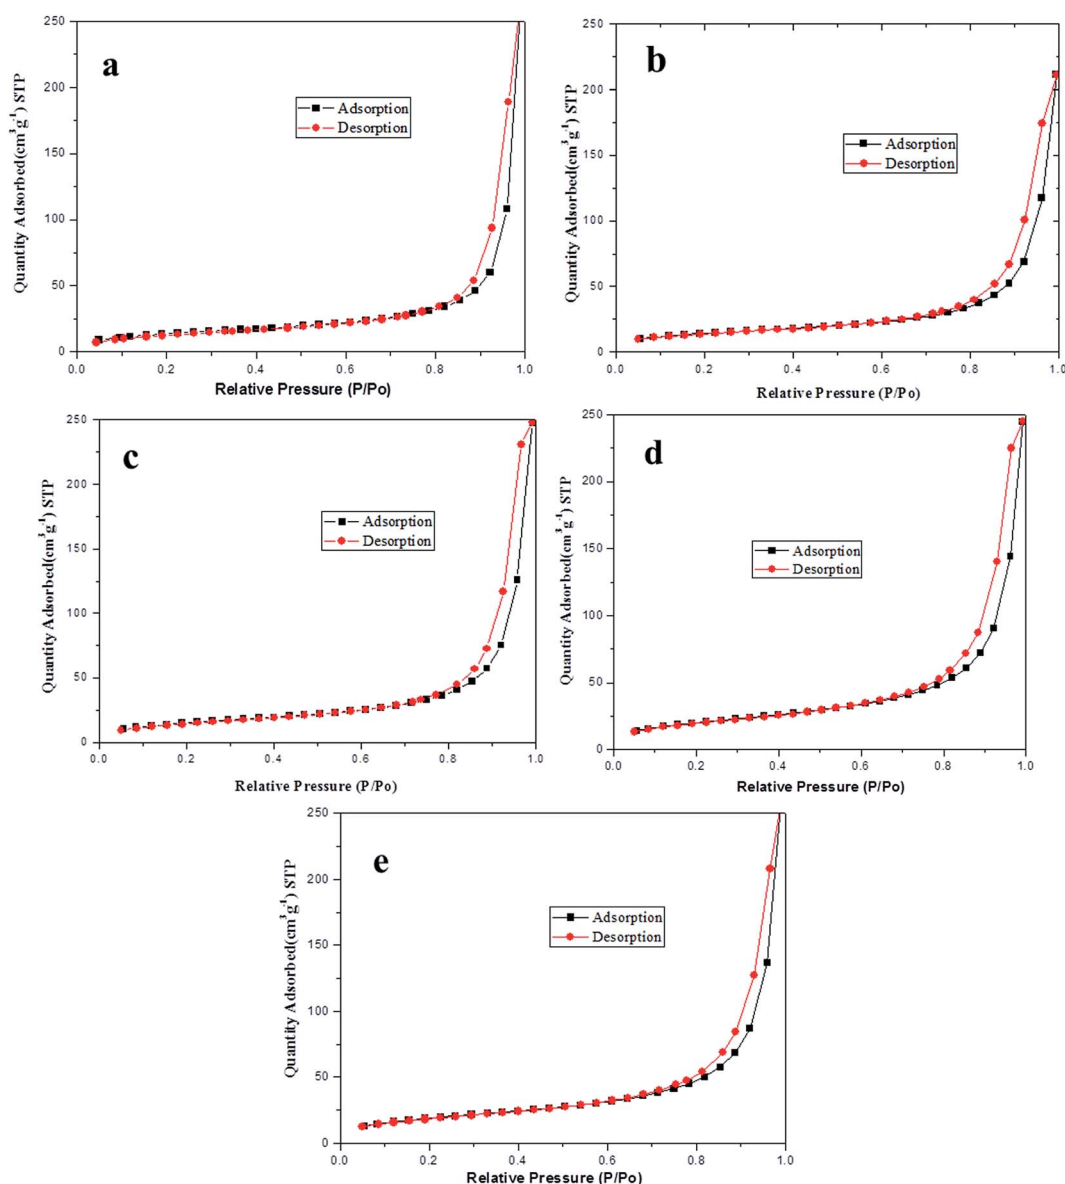 a
Adsorption
Desorption
Quantity Adsorbed(cm³g⁻¹) STP
250
200
150
100
50
0
0.0 0.2 0.4 0.6 0.8 1.0
Relative Pressure (P/Po)
b
Adsorption
Desorption
Quantity Adsorbed(cm³g⁻¹) STP
250
200
150
100
50
0
0.0 0.2 0.4 0.6 0.8 1.0
Relative Pressure (P/Po)
c
Adsorption
Desorption
Quantity Adsorbed(cm³g⁻¹) STP
250
200
150
100
50
0
0.0 0.2 0.4 0.6 0.8 1.0
Relative Pressure (P/Po)
d
Adsorption
Desorption
Quantity Adsorbed(cm³g⁻¹) STP
250
200
150
100
50
0
0.0 0.2 0.4 0.6 0.8 1.0
Relative Pressure (P/Po)
e
Adsorption
Desorption
Quantity Adsorbed(cm³g⁻¹) STP
250
200
150
100
50
0
0.0 0.2 0.4 0.6 0.8 1.0
Relative Pressure (P/Po)